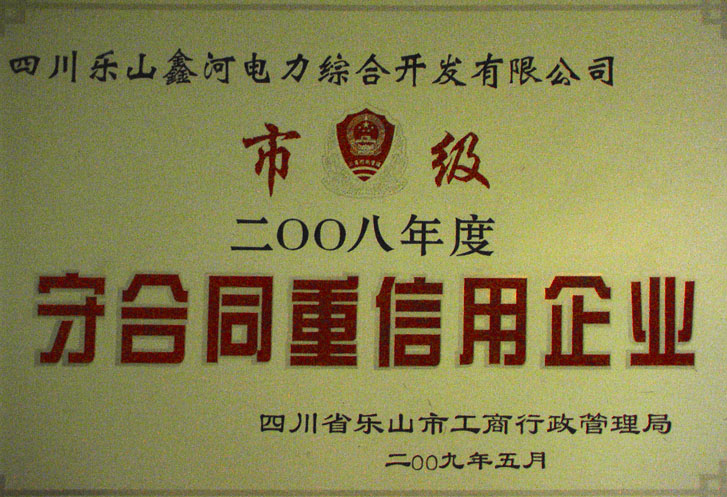 四川乐山鑫河电力综合开发有限公司
市 级
二OO八年度
守合同重信用企业
四川省乐山市工商行政管理局
二OO九年五月